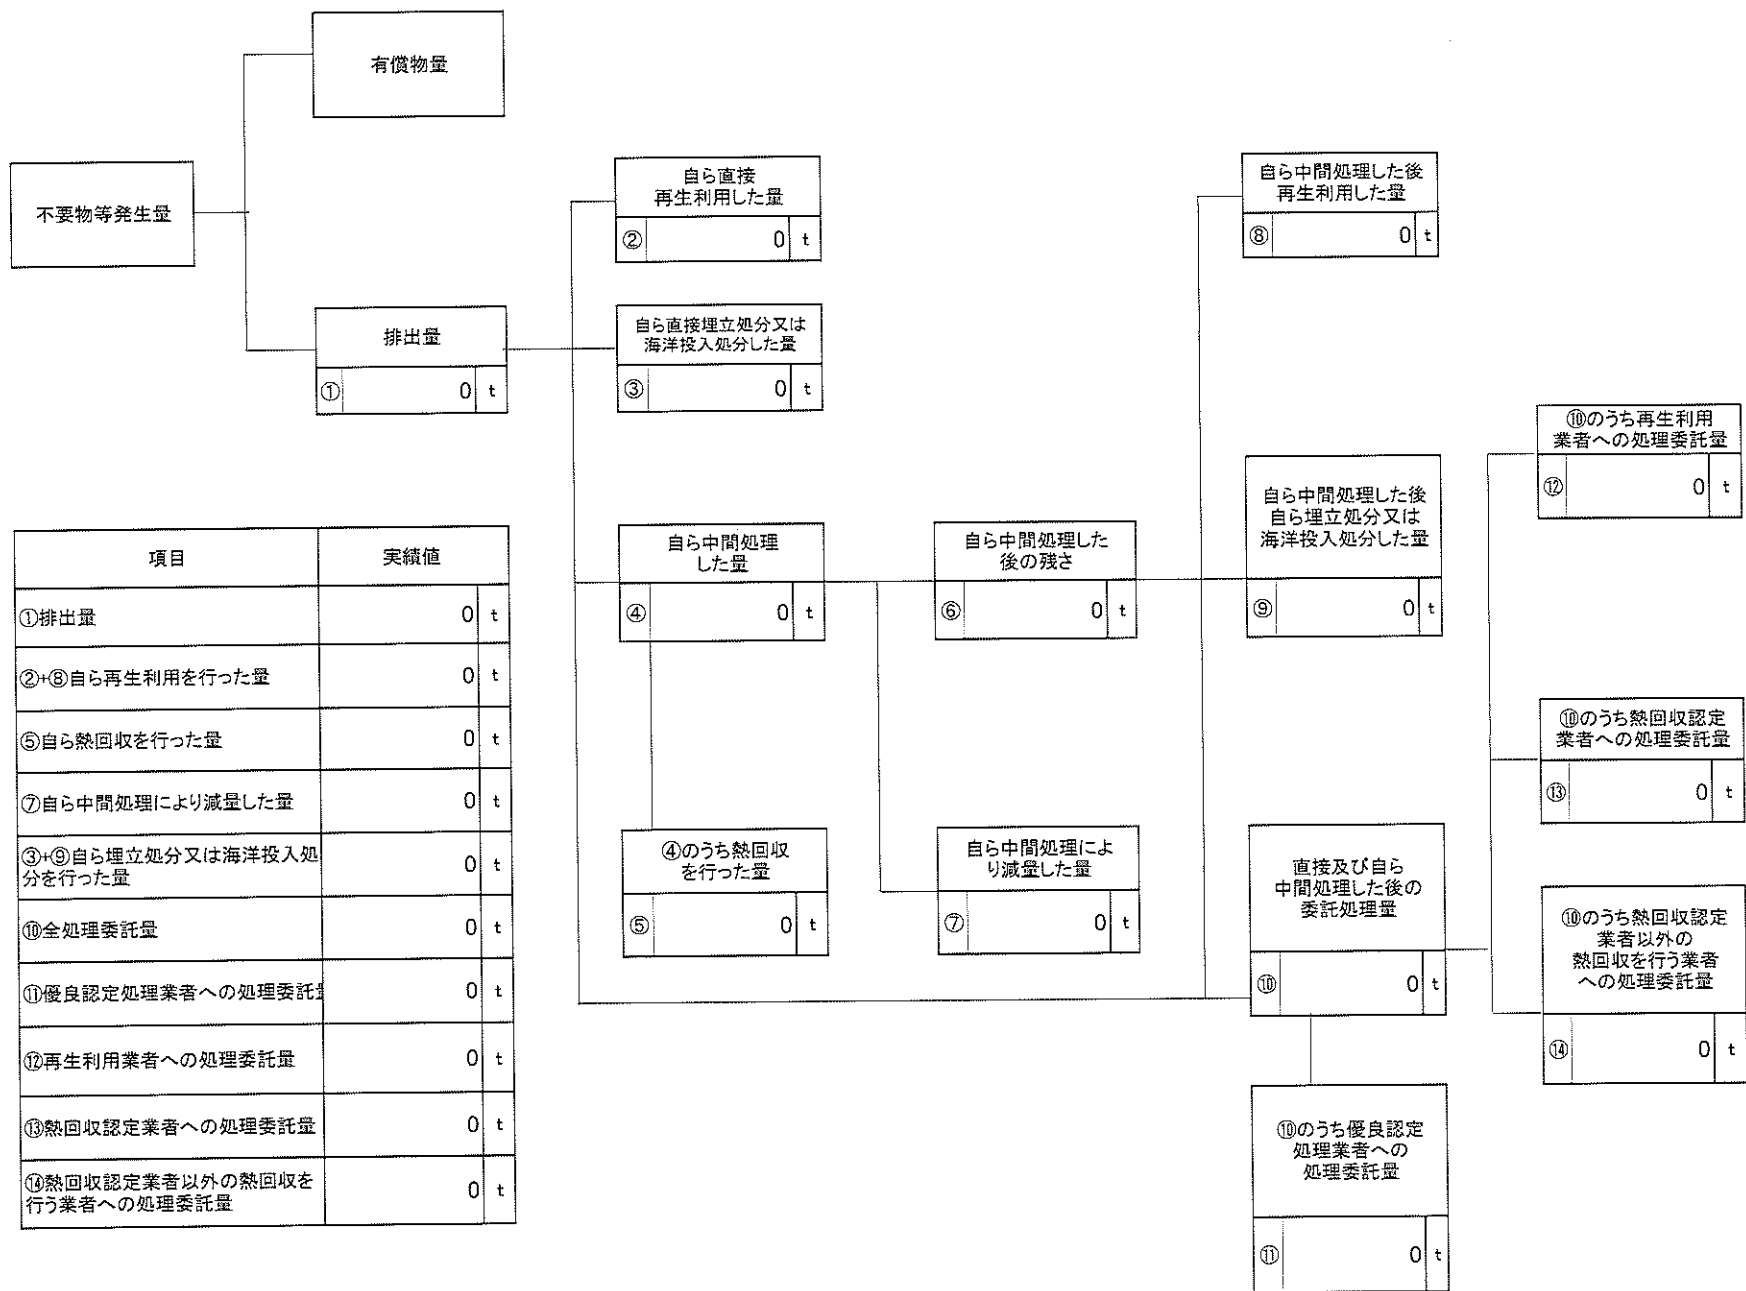 有償物量
不要物等発生量
排出量
① 0 t
自ら直接
再生利用した量
② 0 t
自ら直接埋立処分又は
海洋投入処分した量
③ 0 t
自ら中間処理
した量
④ 0 t
④のうち熱回収
を行った量
⑤ 0 t
自ら中間処理した
後の残さ
⑥ 0 t
自ら中間処理によ
り減量した量
⑦ 0 t
自ら中間処理した後
再生利用した量
⑧ 0 t
自ら中間処理した後
自ら埋立処分又は
海洋投入処分した量
⑨ 0 t
直接及び自ら
中間処理した後の
委託処理量
⑩ 0 t
⑩のうち優良認定
処理業者への
処理委託量
⑪ 0 t
⑩のうち再生利用
業者への処理委託量
⑫ 0 t
⑩のうち熱回収認定
業者への処理委託量
⑬ 0 t
⑩のうち熱回収認定
業者以外の
熱回収を行う業者
への処理委託量
⑭ 0 t
項目 実績値
①排出量 0 t
②+⑧自ら再生利用を行った量 0 t
⑤自ら熱回収を行った量 0 t
⑦自ら中間処理により減量した量 0 t
③+⑨自ら埋立処分又は海洋投入処
分を行った量 0 t
⑩全処理委託量 0 t
⑪優良認定処理業者への処理委託 0 t
⑫再生利用業者への処理委託量 0 t
⑬熱回収認定業者への処理委託量 0 t
⑭熱回収認定業者以外の熱回収を
行う業者への処理委託量 0 t